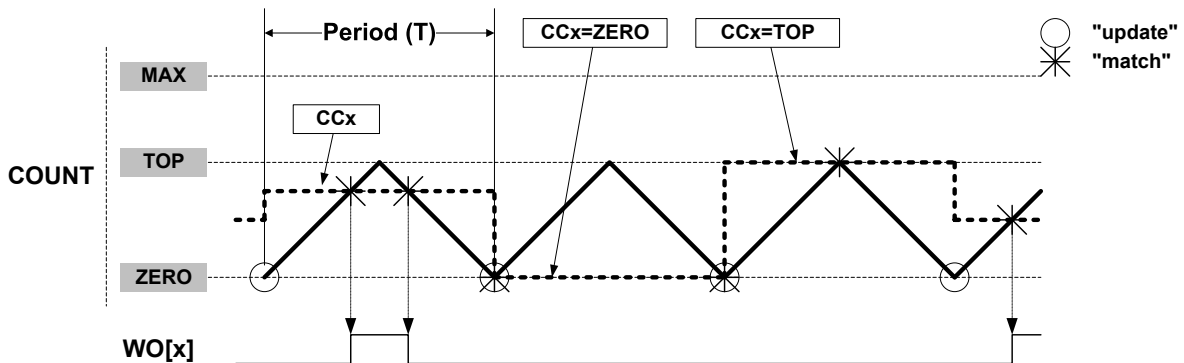 Period (T)
CCx=ZERO
CCx=TOP
"update"
"match"
MAX
CCx
TOP
COUNT
ZERO
WO[x]